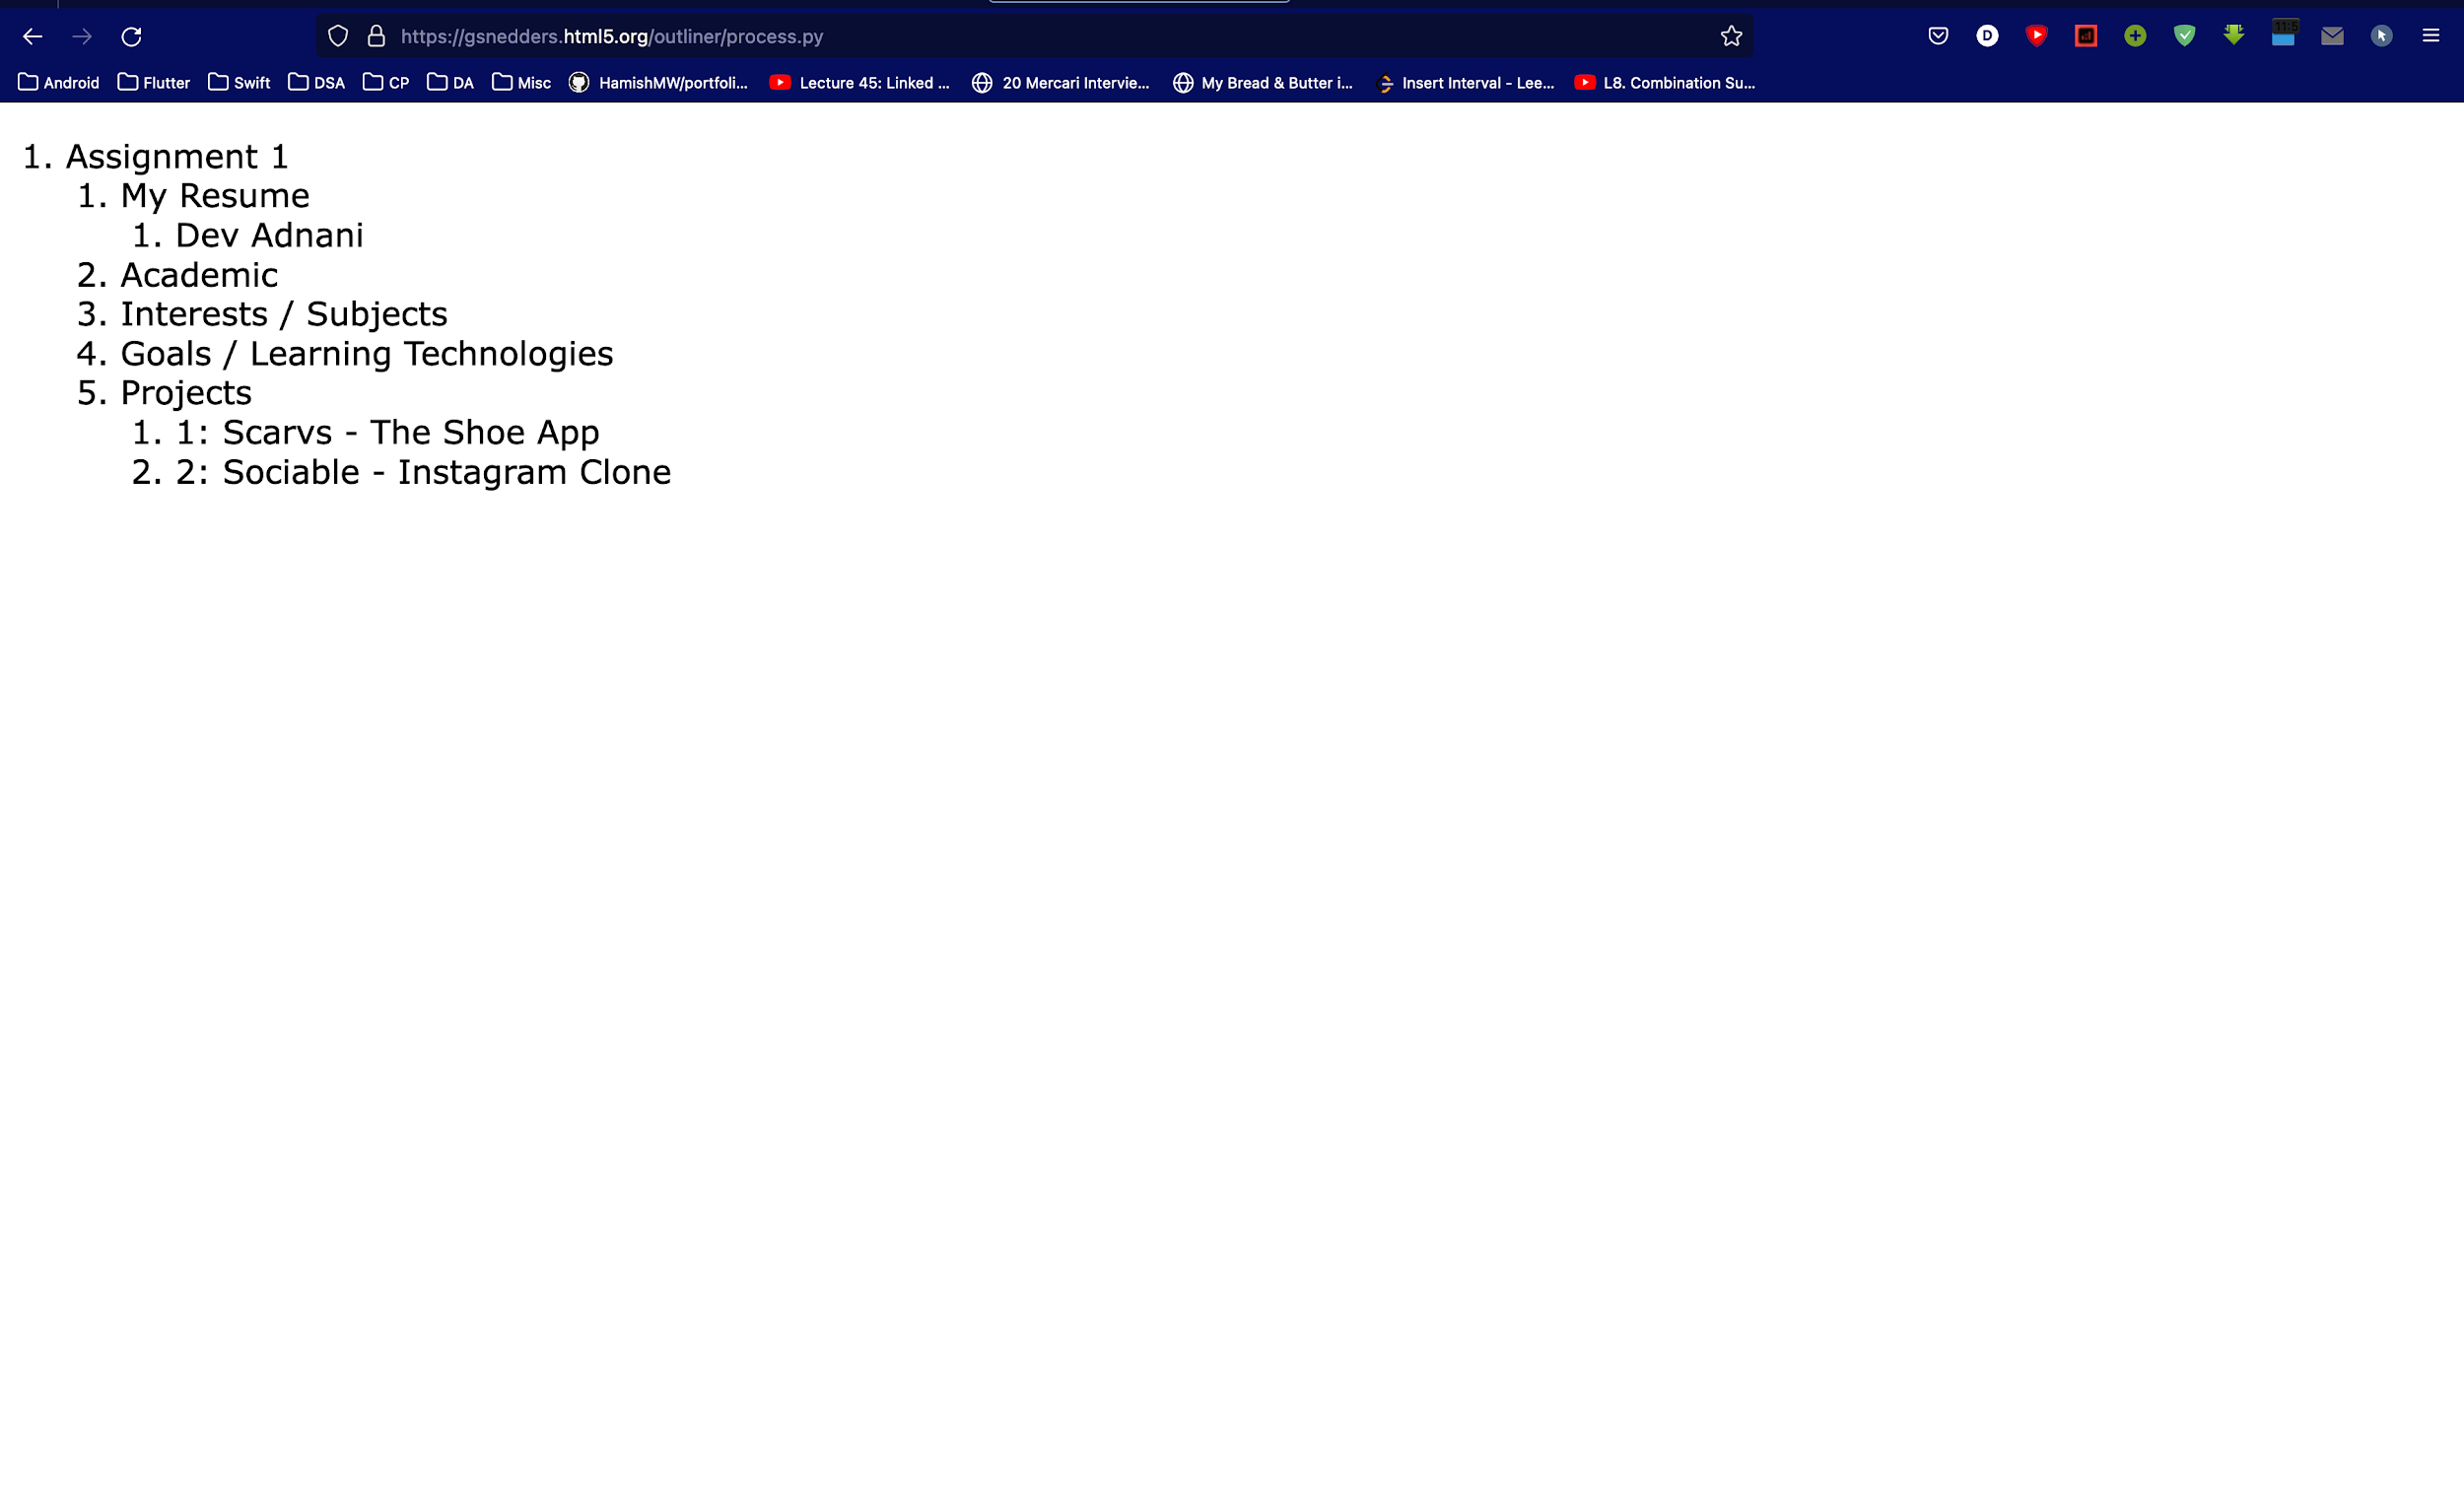 https://gsnedders.html5.org/outliner/process.py
11:5
Android Flutter Swift DSA CP DA Misc HamishMW/portfoli... Lecture 45: Linked ... 20 Mercari Intervie... My Bread & Butter i... Insert Interval - Lee... L8. Combination Su...
1. Assignment 1
1. My Resume
1. Dev Adnani
2. Academic
3. Interests / Subjects
4. Goals / Learning Technologies
5. Projects
1. 1: Scarvs - The Shoe App
2. 2: Sociable - Instagram Clone